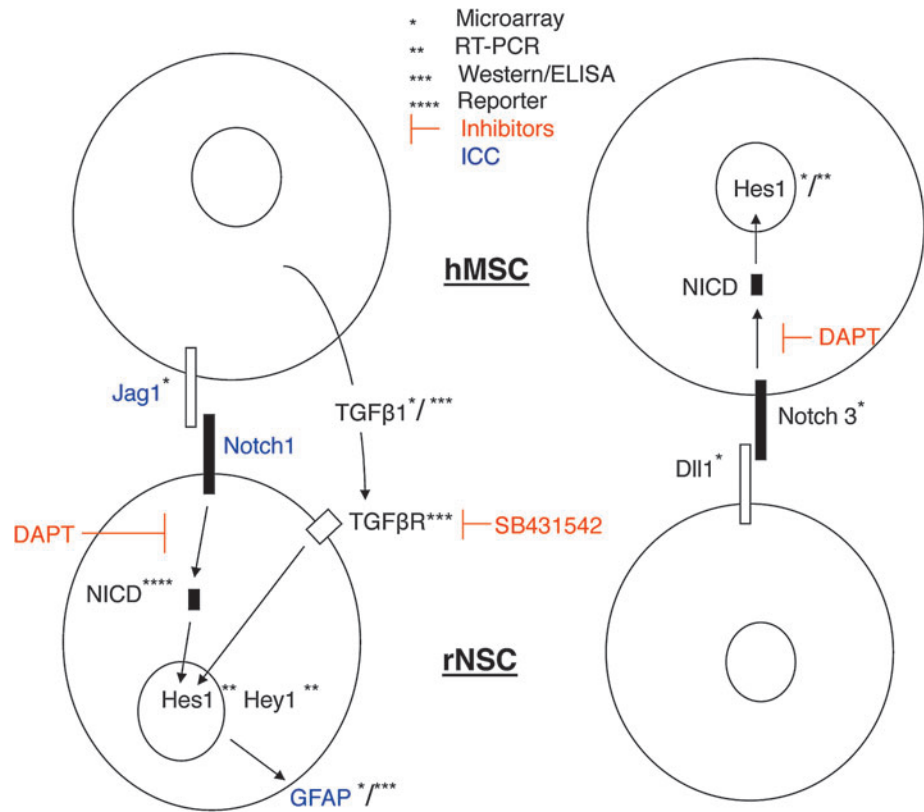 * Microarray
** RT-PCR
*** Western/ELISA
**** Reporter
Inhibitors
ICC
hMSC
Jag1*
Notch1
TGFβ1*/ ***
TGFβR***
SB431542
DAPT
NICD****
Hes1 ** Hey1 **
GFAP */***
rNSC
Hes1 */**
NICD
DAPT
Notch 3*
Dll1*